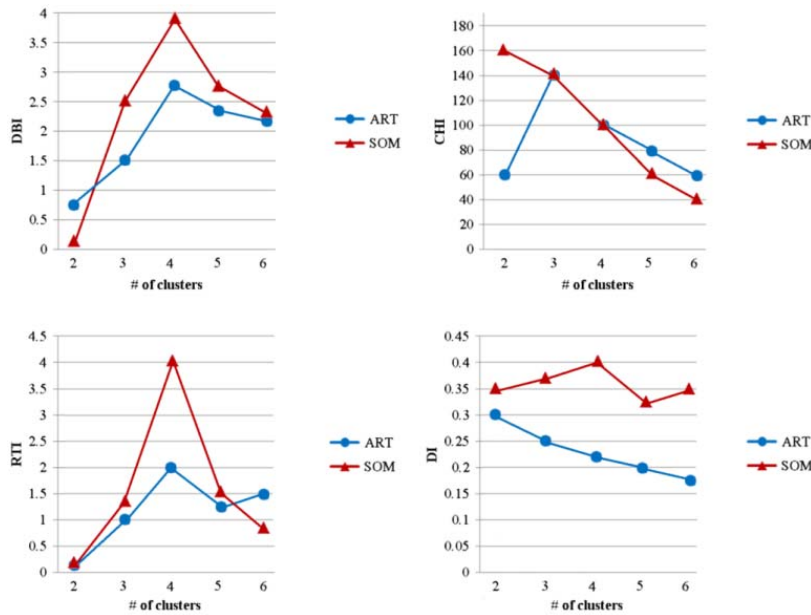 4
3.5
3
2.5
2
1.5
1
0.5
0
DBI
2 3 4 5 6
# of clusters
ART
SOM
180
160
140
120
100
80
60
40
20
0
CHI
2 3 4 5 6
# of clusters
ART
SOM
4.5
4
3.5
3
2.5
2
1.5
1
0.5
0
RTI
2 3 4 5 6
# of clusters
ART
SOM
0.45
0.4
0.35
0.3
0.25
0.2
0.15
0.1
0.05
0
DI
2 3 4 5 6
# of clusters
ART
SOM